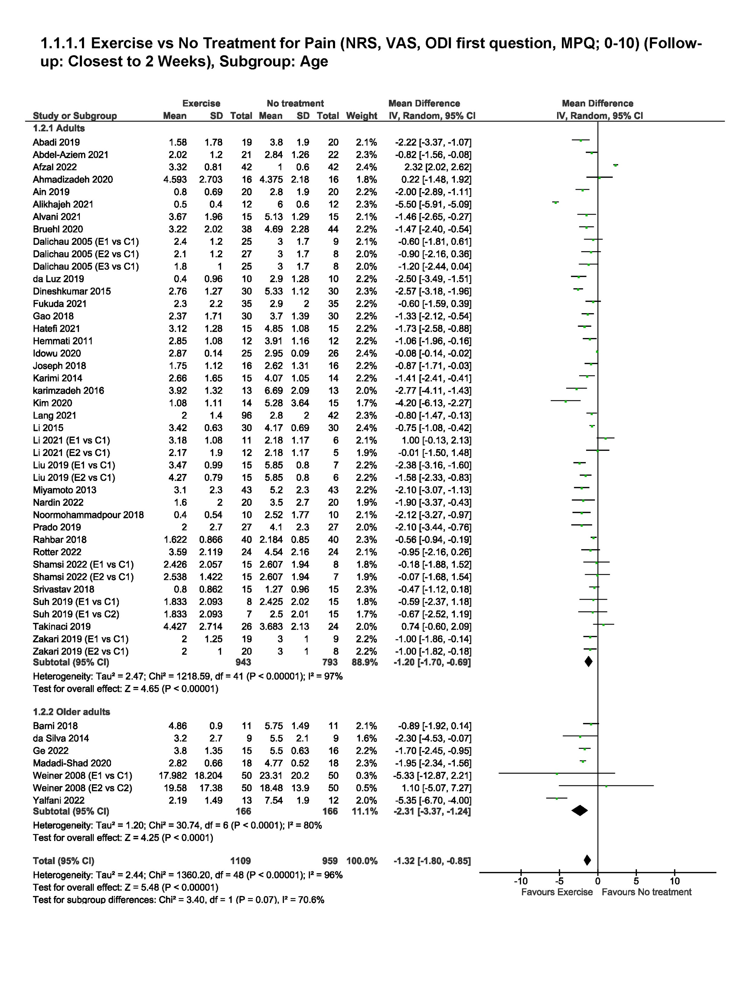 1.1.1.1 Exercise vs No Treatment for Pain (NRS, VAS, ODI first question, MPQ; 0-10) (Follow-
up: Closest to 2 Weeks), Subgroup: Age
Exercise No treatment Mean Difference Mean Difference
Study or Subgroup Mean SD Total Mean SD Total Weight IV, Random, 95% CI IV, Random, 95% CI
1.2.1 Adults
Abadi 2019 1.58 1.78 19 3.8 1.9 20 2.1% -2.22 [-3.37, -1.07]
Abdel-Aziem 2021 2.02 1.2 21 2.84 1.26 22 2.3% -0.82 [-1.56, -0.08]
Afzal 2022 3.32 0.81 42 1 0.6 42 2.4% 2.32 [2.02, 2.62]
Ahmadizadeh 2020 4.593 2.703 16 4.375 2.18 16 1.8% 0.22 [-1.48, 1.92]
Ain 2019 0.8 0.69 20 2.8 1.9 20 2.2% -2.00 [-2.89, -1.11]
Alikhajeh 2021 0.5 0.4 12 6 0.6 12 2.3% -5.50 [-5.91, -5.09]
Alvani 2021 3.67 1.96 15 5.13 1.29 15 2.1% -1.46 [-2.65, -0.27]
Bruehl 2020 3.22 2.02 38 4.69 2.28 44 2.2% -1.47 [-2.40, -0.54]
Dalichau 2005 (E1 vs C1) 2.4 1.2 25 3 1.7 9 2.1% -0.60 [-1.81, 0.61]
Dalichau 2005 (E2 vs C1) 2.1 1.2 27 3 1.7 8 2.0% -0.90 [-2.16, 0.36]
Dalichau 2005 (E3 vs C1) 1.8 1 25 3 1.7 8 2.0% -1.20 [-2.44, 0.04]
da Luz 2019 0.4 0.96 10 2.9 1.28 10 2.2% -2.50 [-3.49, -1.51]
Dineshkumar 2015 2.76 1.27 30 5.33 1.12 30 2.3% -2.57 [-3.18, -1.96]
Fukuda 2021 2.3 2.2 35 2.9 2 35 2.2% -0.60 [-1.59, 0.39]
Gao 2018 2.37 1.71 30 3.7 1.39 30 2.2% -1.33 [-2.12, -0.54]
Hatefi 2021 3.12 1.28 15 4.85 1.08 15 2.2% -1.73 [-2.58, -0.88]
Hemmati 2011 2.85 1.08 12 3.91 1.16 12 2.2% -1.06 [-1.96, -0.16]
Idowu 2020 2.87 0.14 25 2.95 0.09 26 2.4% -0.08 [-0.14, -0.02]
Joseph 2018 1.75 1.12 16 2.62 1.31 16 2.2% -0.87 [-1.71, -0.03]
Karimi 2014 2.66 1.65 15 4.07 1.05 14 2.2% -1.41 [-2.41, -0.41]
karimzadeh 2016 3.92 1.32 13 6.69 2.09 13 2.0% -2.77 [-4.11, -1.43]
Kim 2020 1.08 1.11 14 5.28 3.64 15 1.7% -4.20 [-6.13, -2.27]
Lang 2021 2 1.4 96 2.8 2 42 2.3% -0.80 [-1.47, -0.13]
Li 2015 3.42 0.63 30 4.17 0.69 30 2.4% -0.75 [-1.08, -0.42]
Li 2021 (E1 vs C1) 3.18 1.08 11 2.18 1.17 6 2.1% 1.00 [-0.13, 2.13]
Li 2021 (E2 vs C1) 2.17 1.9 12 2.18 1.17 5 1.9% -0.01 [-1.50, 1.48]
Liu 2019 (E1 vs C1) 3.47 0.99 15 5.85 0.8 7 2.2% -2.38 [-3.16, -1.60]
Liu 2019 (E2 vs C1) 4.27 0.79 15 5.85 0.8 6 2.2% -1.58 [-2.33, -0.83]
Miyamoto 2013 3.1 2.3 43 5.2 2.3 43 2.2% -2.10 [-3.07, -1.13]
Nardin 2022 1.6 2 20 3.5 2.7 20 1.9% -1.90 [-3.37, -0.43]
Noormohammadpour 2018 0.4 0.54 10 2.52 1.77 10 2.1% -2.12 [-3.27, -0.97]
Prado 2019 2 2.7 27 4.1 2.3 27 2.0% -2.10 [-3.44, -0.76]
Rahbar 2018 1.622 0.866 40 2.184 0.85 40 2.3% -0.56 [-0.94, -0.19]
Rotter 2022 3.59 2.119 24 4.54 2.16 24 2.1% -0.95 [-2.16, 0.26]
Shamsi 2022 (E1 vs C1) 2.426 2.057 15 2.607 1.94 8 1.8% -0.18 [-1.88, 1.52]
Shamsi 2022 (E2 vs C1) 2.538 1.422 15 2.607 1.94 7 1.9% -0.07 [-1.68, 1.54]
Srivastav 2018 0.8 0.862 15 1.27 0.96 15 2.3% -0.47 [-1.12, 0.18]
Suh 2019 (E1 vs C1) 1.833 2.093 8 2.425 2.02 15 1.8% -0.59 [-2.37, 1.18]
Suh 2019 (E1 vs C2) 1.833 2.093 7 2.5 2.01 15 1.7% -0.67 [-2.52, 1.19]
Takinaci 2019 4.427 2.714 26 3.683 2.13 24 2.0% 0.74 [-0.60, 2.09]
Zakari 2019 (E1 vs C1) 2 1.25 19 3 1 9 2.2% -1.00 [-1.86, -0.14]
Zakari 2019 (E2 vs C1) 2 1 20 3 1 8 2.2% -1.00 [-1.82, -0.18]
Subtotal (95% CI) 943 793 88.9% -1.20 [-1.70, -0.69]
Heterogeneity: Tau² = 2.47; Chi² = 1218.59, df = 41 (P < 0.00001); I² = 97%
Test for overall effect: Z = 4.65 (P < 0.00001)
1.2.2 Older adults
Barni 2018 4.86 0.9 11 5.75 1.49 11 2.1% -0.89 [-1.92, 0.14]
da Silva 2014 3.2 2.7 9 5.5 2.1 9 1.6% -2.30 [-4.53, -0.07]
Ge 2022 3.8 1.35 15 5.5 0.63 16 2.2% -1.70 [-2.45, -0.95]
Madadi-Shad 2020 2.82 0.66 18 4.77 0.52 18 2.3% -1.95 [-2.34, -1.56]
Weiner 2008 (E1 vs C1) 17.982 18.204 50 23.31 20.2 50 0.3% -5.33 [-12.87, 2.21]
Weiner 2008 (E2 vs C2) 19.58 17.38 50 18.48 13.9 50 0.5% 1.10 [-5.07, 7.27]
Yalfani 2022 2.19 1.49 13 7.54 1.9 12 2.0% -5.35 [-6.70, -4.00]
Subtotal (95% CI) 166 166 11.1% -2.31 [-3.37, -1.24]
Heterogeneity: Tau² = 1.20; Chi² = 30.74, df = 6 (P < 0.0001); I² = 80%
Test for overall effect: Z = 4.25 (P < 0.0001)
Total (95% CI) 1109 959 100.0% -1.32 [-1.80, -0.85]
Heterogeneity: Tau² = 2.44; Chi² = 1360.20, df = 48 (P < 0.00001); I² = 96%
Test for overall effect: Z = 5.48 (P < 0.00001)
Test for subgroup differences: Chi² = 3.40, df = 1 (P = 0.07), I² = 70.6%
-10 -5 0 5 10
Favours Exercise Favours No treatment